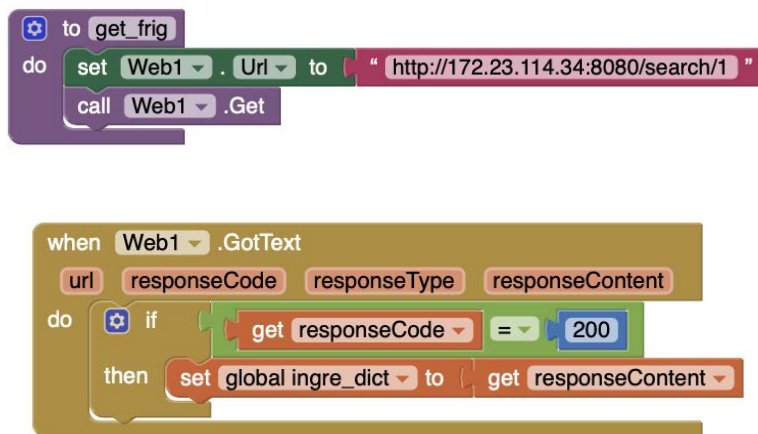 to get_frig
do set Web1 . Url to " http://172.23.114.34:8080/search/1 "
call Web1 .Get
when Web1 .GotText
url responseCode responseType responseContent
do if get responseCode = 200
then set global ingre_dict to get responseContent